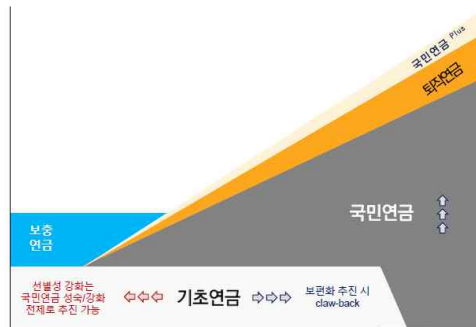 국민연금 Plus
퇴직연금
국민연금
보충
연금
선별성 강화는
국민연금 성숙/강화
전제로 추진 가능
기초연금
보편화 추진 시
claw-back